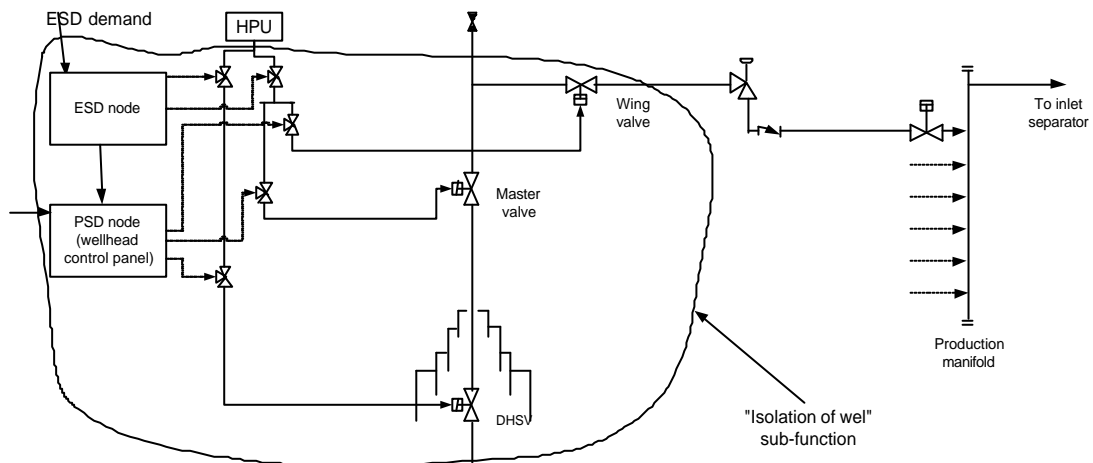 ESD demand
HPU
ESD node
Wing
valve
To inlet
separator
PSD node
(wellhead
control panel)
Master
valve
Production
manifold
DHSV
"Isolation of wel"
sub-function